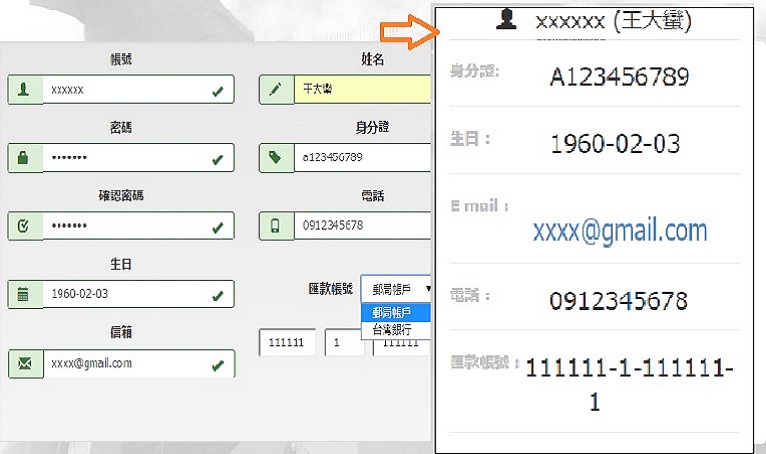 帳號
xxxxxx
密碼
•••••••
確認密碼
•••••••
生日
1960-02-03
信箱
xxxx@gmail.com
姓名
王大蠻
身分證
a123456789
電話
0912345678
匯款帳號 郵局帳戶
郵局帳戶
台灣銀行
111111 1 111111
xxxxxx (王大蠻)
身分證: A123456789
生日: 1960-02-03
E mail : xxxx@gmail.com
電話: 0912345678
匯款帳號: 111111-1-111111-
1